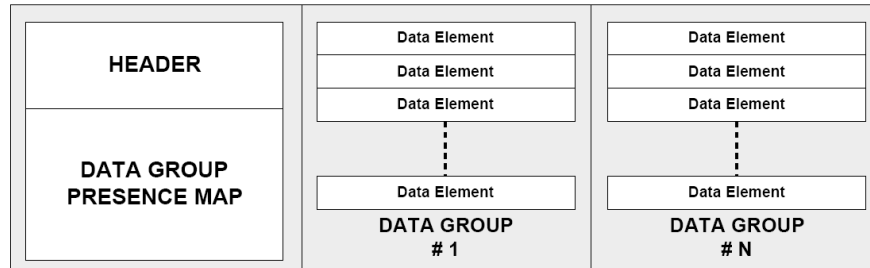 HEADER
DATA GROUP
PRESENCE MAP
Data Element
Data Element
Data Element
Data Element
DATA GROUP
# 1
Data Element
Data Element
Data Element
Data Element
DATA GROUP
# N